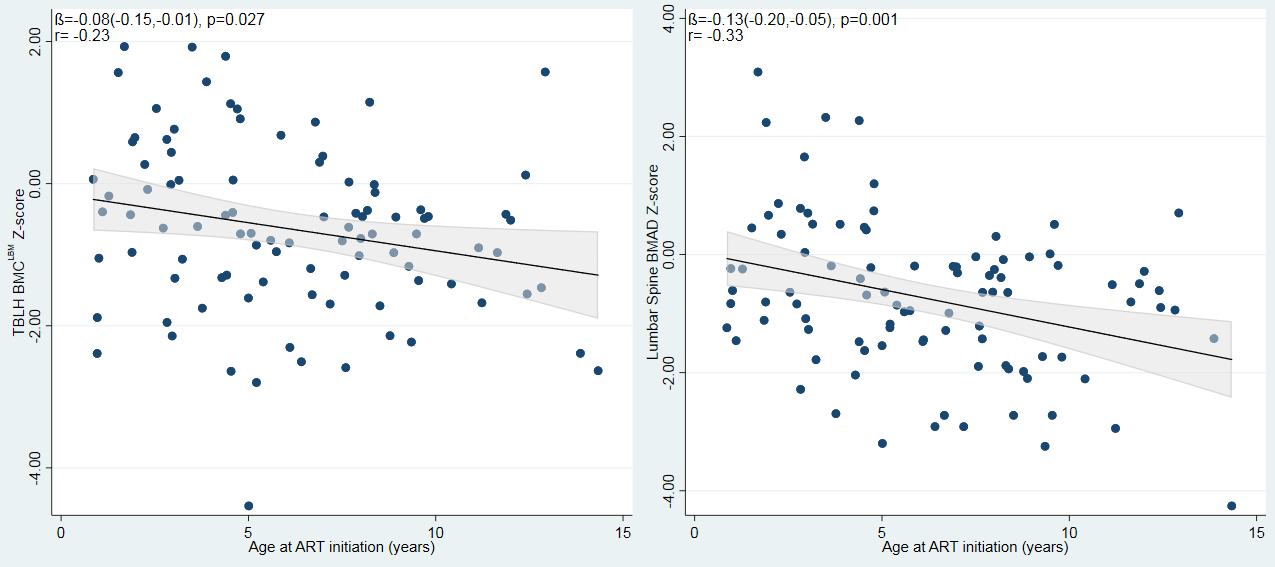 ß=-0.08(-0.15,-0.01), p=0.027
r= -0.23
2.00
0.00
-2.00
-4.00
TBLH BMC^LBM Z-score
0 5 10 15
Age at ART initiation (years)
ß=-0.13(-0.20,-0.05), p=0.001
r= -0.33
4.00
2.00
0.00
-2.00
-4.00
Lumbar Spine BMAD Z-score
0 5 10 15
Age at ART initiation (years)